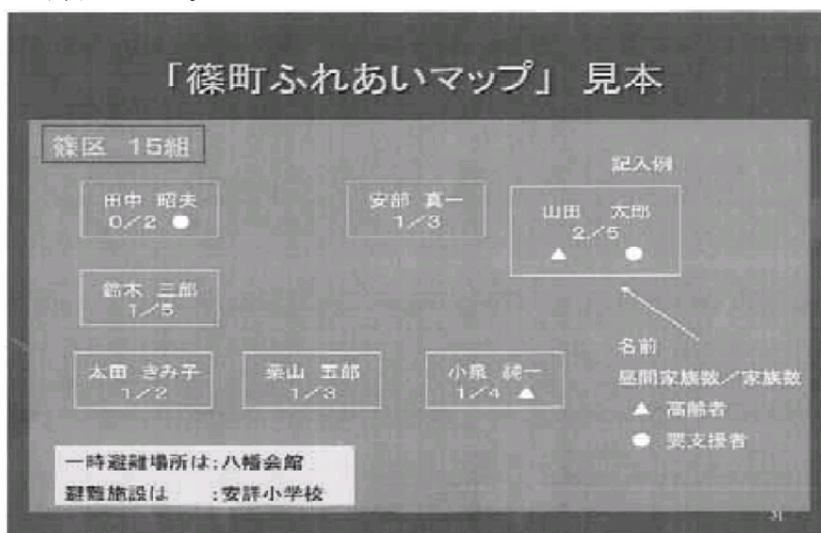 「篠町ふれあいマップ」 見本
篠区 15組
記入例
田中 昭夫
0/2 ●
安部 真一
1/3
山田 太郎
2/5
▲ ●
鈴木 三郎
1/5
太田 きみ子
1/2
栗山 五郎
1/3
小泉 純一
1/4 ▲
名前
昼間家族数/家族数
▲ 高齢者
● 要支援者
一時避難場所は:八幡会館
避難施設は :安詳小学校
31